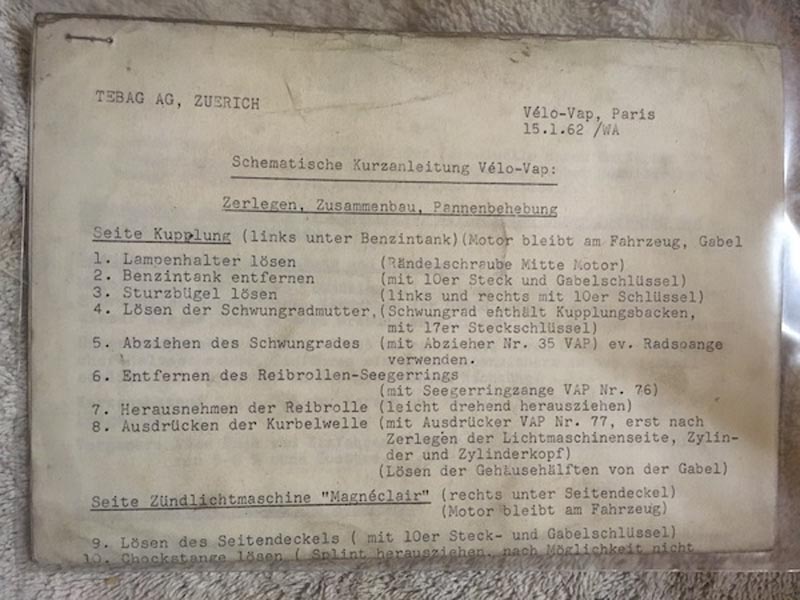 TEBAG AG, ZUERICH
Vélo-Vap, Paris
15.1.62 /WA
Schematische Kurzanleitung Vélo-Vap:
Zerlegen, Zusammenbau, Pannenbehebung
Seite Kupplung (links unter Benzintank)(Motor bleibt am Fahrzeug, Gabel
1. Lampenhalter lösen (Rändelschraube Mitte Motor)
2. Benzintank entfernen (mit 10er Steck und Gabelschlüssel)
3. Sturzbügel lösen (links und rechts mit 10er Schlüssel)
4. Lösen der Schwungradmutter,(Schwungrad enthält Kupplungsbacken,
mit 17er Steckschlüssel)
5. Abziehen des Schwungrades (mit Abzieher Nr. 35 VAP) ev. Radspange
verwenden.
6. Entfernen des Reibrollen-Seegerrings
(mit Seegerringzange VAP Nr. 76)
7. Herausnehmen der Reibrolle (leicht drehend herausziehen)
8. Ausdrücken der Kurbelwelle (mit Ausdrücker VAP Nr. 77, erst nach
Zerlegen der Lichtmaschinenseite, Zylin-
der und Zylinderkopf)
(Lösen der Gehäusehälften von der Gabel)
Seite Zündlichtmaschine "Magnéclair" (rechts unter Seitendeckel)
(Motor bleibt am Fahrzeug)
9. Lösen des Seitendeckels ( mit 10er Steck- und Gabelschlüssel)
10. Chockstange lösen ( Splint herausziehen, nach Möglichkeit nicht